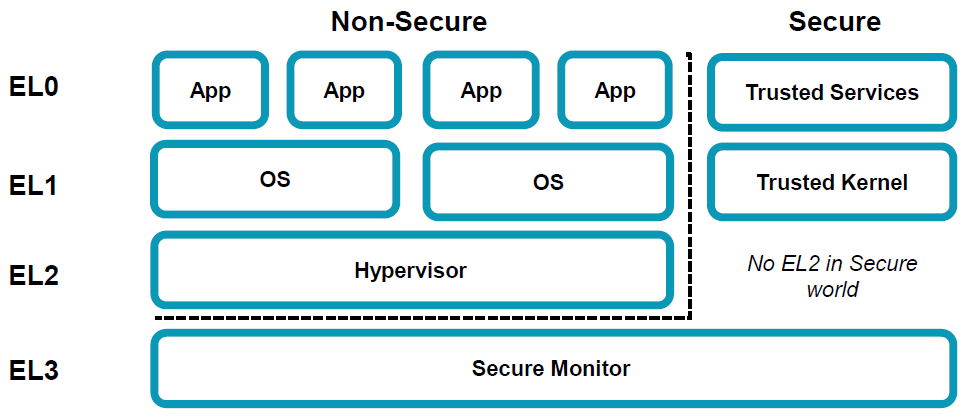 Non-Secure Secure
EL0 App App App App Trusted Services
EL1 OS OS Trusted Kernel
EL2 Hypervisor No EL2 in Secure
world
EL3 Secure Monitor